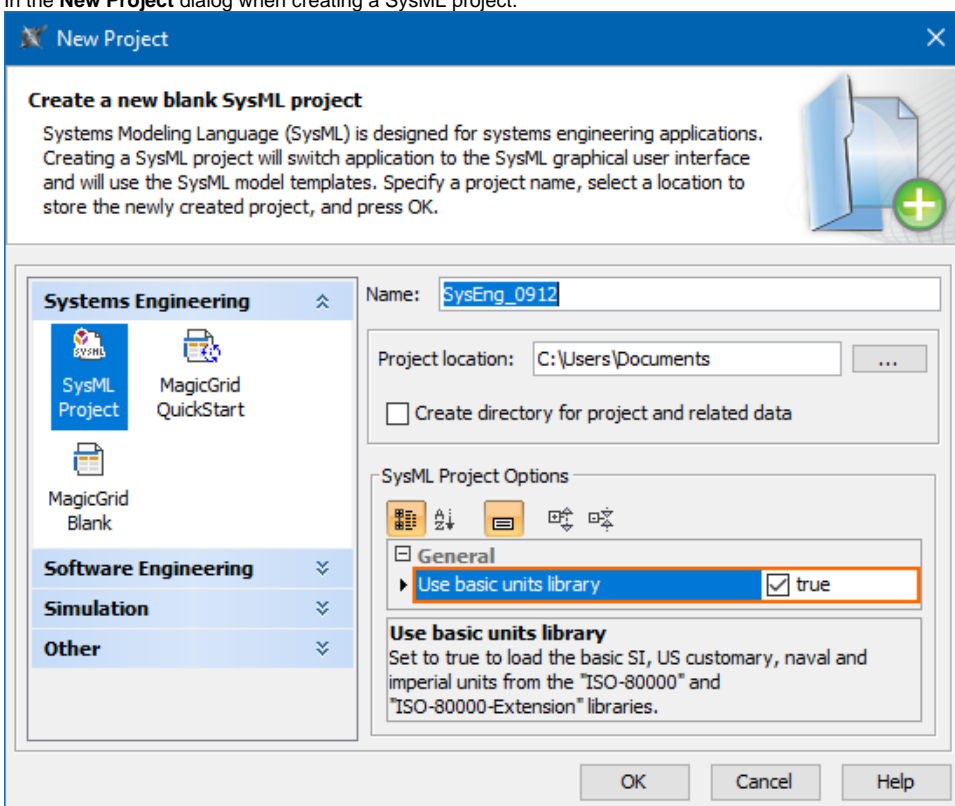 In the New Project dialog when creating a SysML project.
New Project
Create a new blank SysML project
Systems Modeling Language (SysML) is designed for systems engineering applications.
Creating a SysML project will switch application to the SysML graphical user interface
and will use the SysML model templates. Specify a project name, select a location to
store the newly created project, and press OK.
Systems Engineering
SysML
Project
MagicGrid
QuickStart
MagicGrid
Blank
Software Engineering
Simulation
Other
Name: SysEng_0912
Project location: C:\Users\Documents ...
Create directory for project and related data
SysML Project Options
General
Use basic units library true
Use basic units library
Set to true to load the basic SI, US customary, naval and
imperial units from the "ISO-80000" and
"ISO-80000-Extension" libraries.
OK Cancel Help